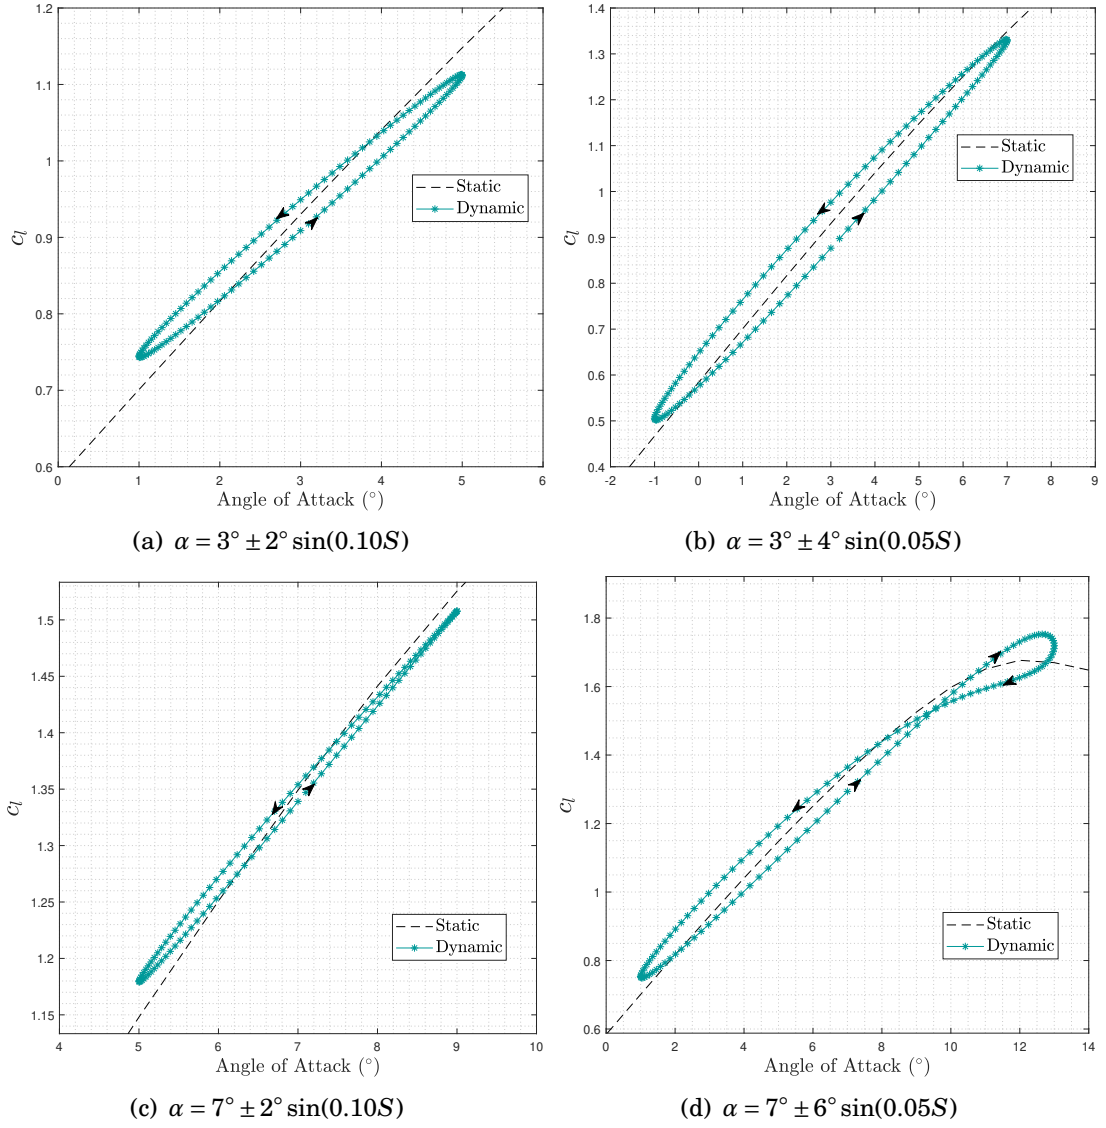 1.2
1.1
1
0.9
0.8
0.7
0.6
0 1 2 3 4 5 6
c_l
Angle of Attack (°)
Static
Dynamic
(a) α = 3° ± 2° sin(0.10S)
1.4
1.3
1.2
1.1
1
0.9
0.8
0.7
0.6
0.5
0.4
-2 -1 0 1 2 3 4 5 6 7 8 9
c_l
Angle of Attack (°)
Static
Dynamic
(b) α = 3° ± 4° sin(0.05S)
1.5
1.45
1.4
1.35
1.3
1.25
1.2
1.15
4 5 6 7 8 9 10
c_l
Angle of Attack (°)
Static
Dynamic
(c) α = 7° ± 2° sin(0.10S)
1.8
1.6
1.4
1.2
1
0.8
0.6
0 2 4 6 8 10 12 14
c_l
Angle of Attack (°)
Static
Dynamic
(d) α = 7° ± 6° sin(0.05S)